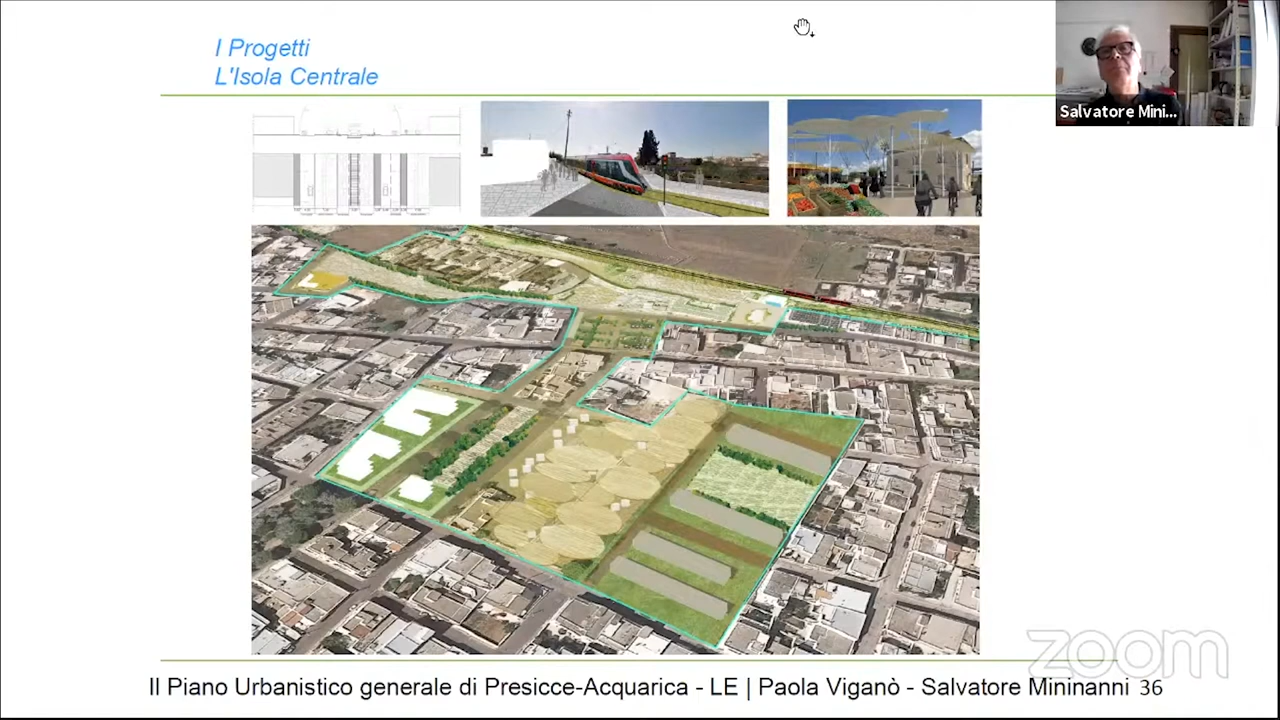 I Progetti
L'Isola Centrale
Salvatore Mini...
zoom
Il Piano Urbanistico generale di Presicce-Acquarica - LE | Paola Viganò - Salvatore Mininanni 36